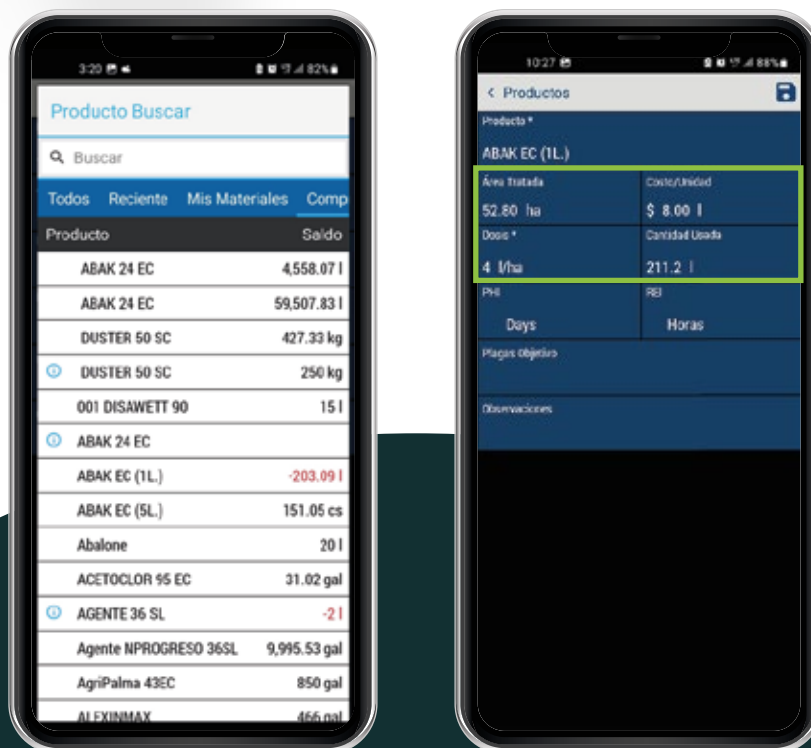 3:20
82%
Producto Buscar
Buscar
Todos Reciente Mis Materiales Comp
Producto Saldo
ABAK 24 EC 4,558.07 l
ABAK 24 EC 59,507.83 l
DUSTER 50 SC 427.33 kg
DUSTER 50 SC 250 kg
001 DISAWETT 90 15 l
ABAK 24 EC
ABAK EC (1L.) -203.09 l
ABAK EC (5L.) 151.05 cs
Abalone 20 l
ACETOCLOR 95 EC 31.02 gal
AGENTE 36 SL -2 l
Agente NPROGRESO 36SL 9,995.53 gal
AgriPalma 43EC 850 gal
ALEXINMAX 466 gal
10:27
88%
< Productos
Producto *
ABAK EC (1L.)
Área Tratada Costo/Unidad
52.80 ha $ 8.00 l
Dosis * Cantidad Usada
4 l/ha 211.2 l
PHI REI
Days Horas
Plagas Objetivo
Observaciones